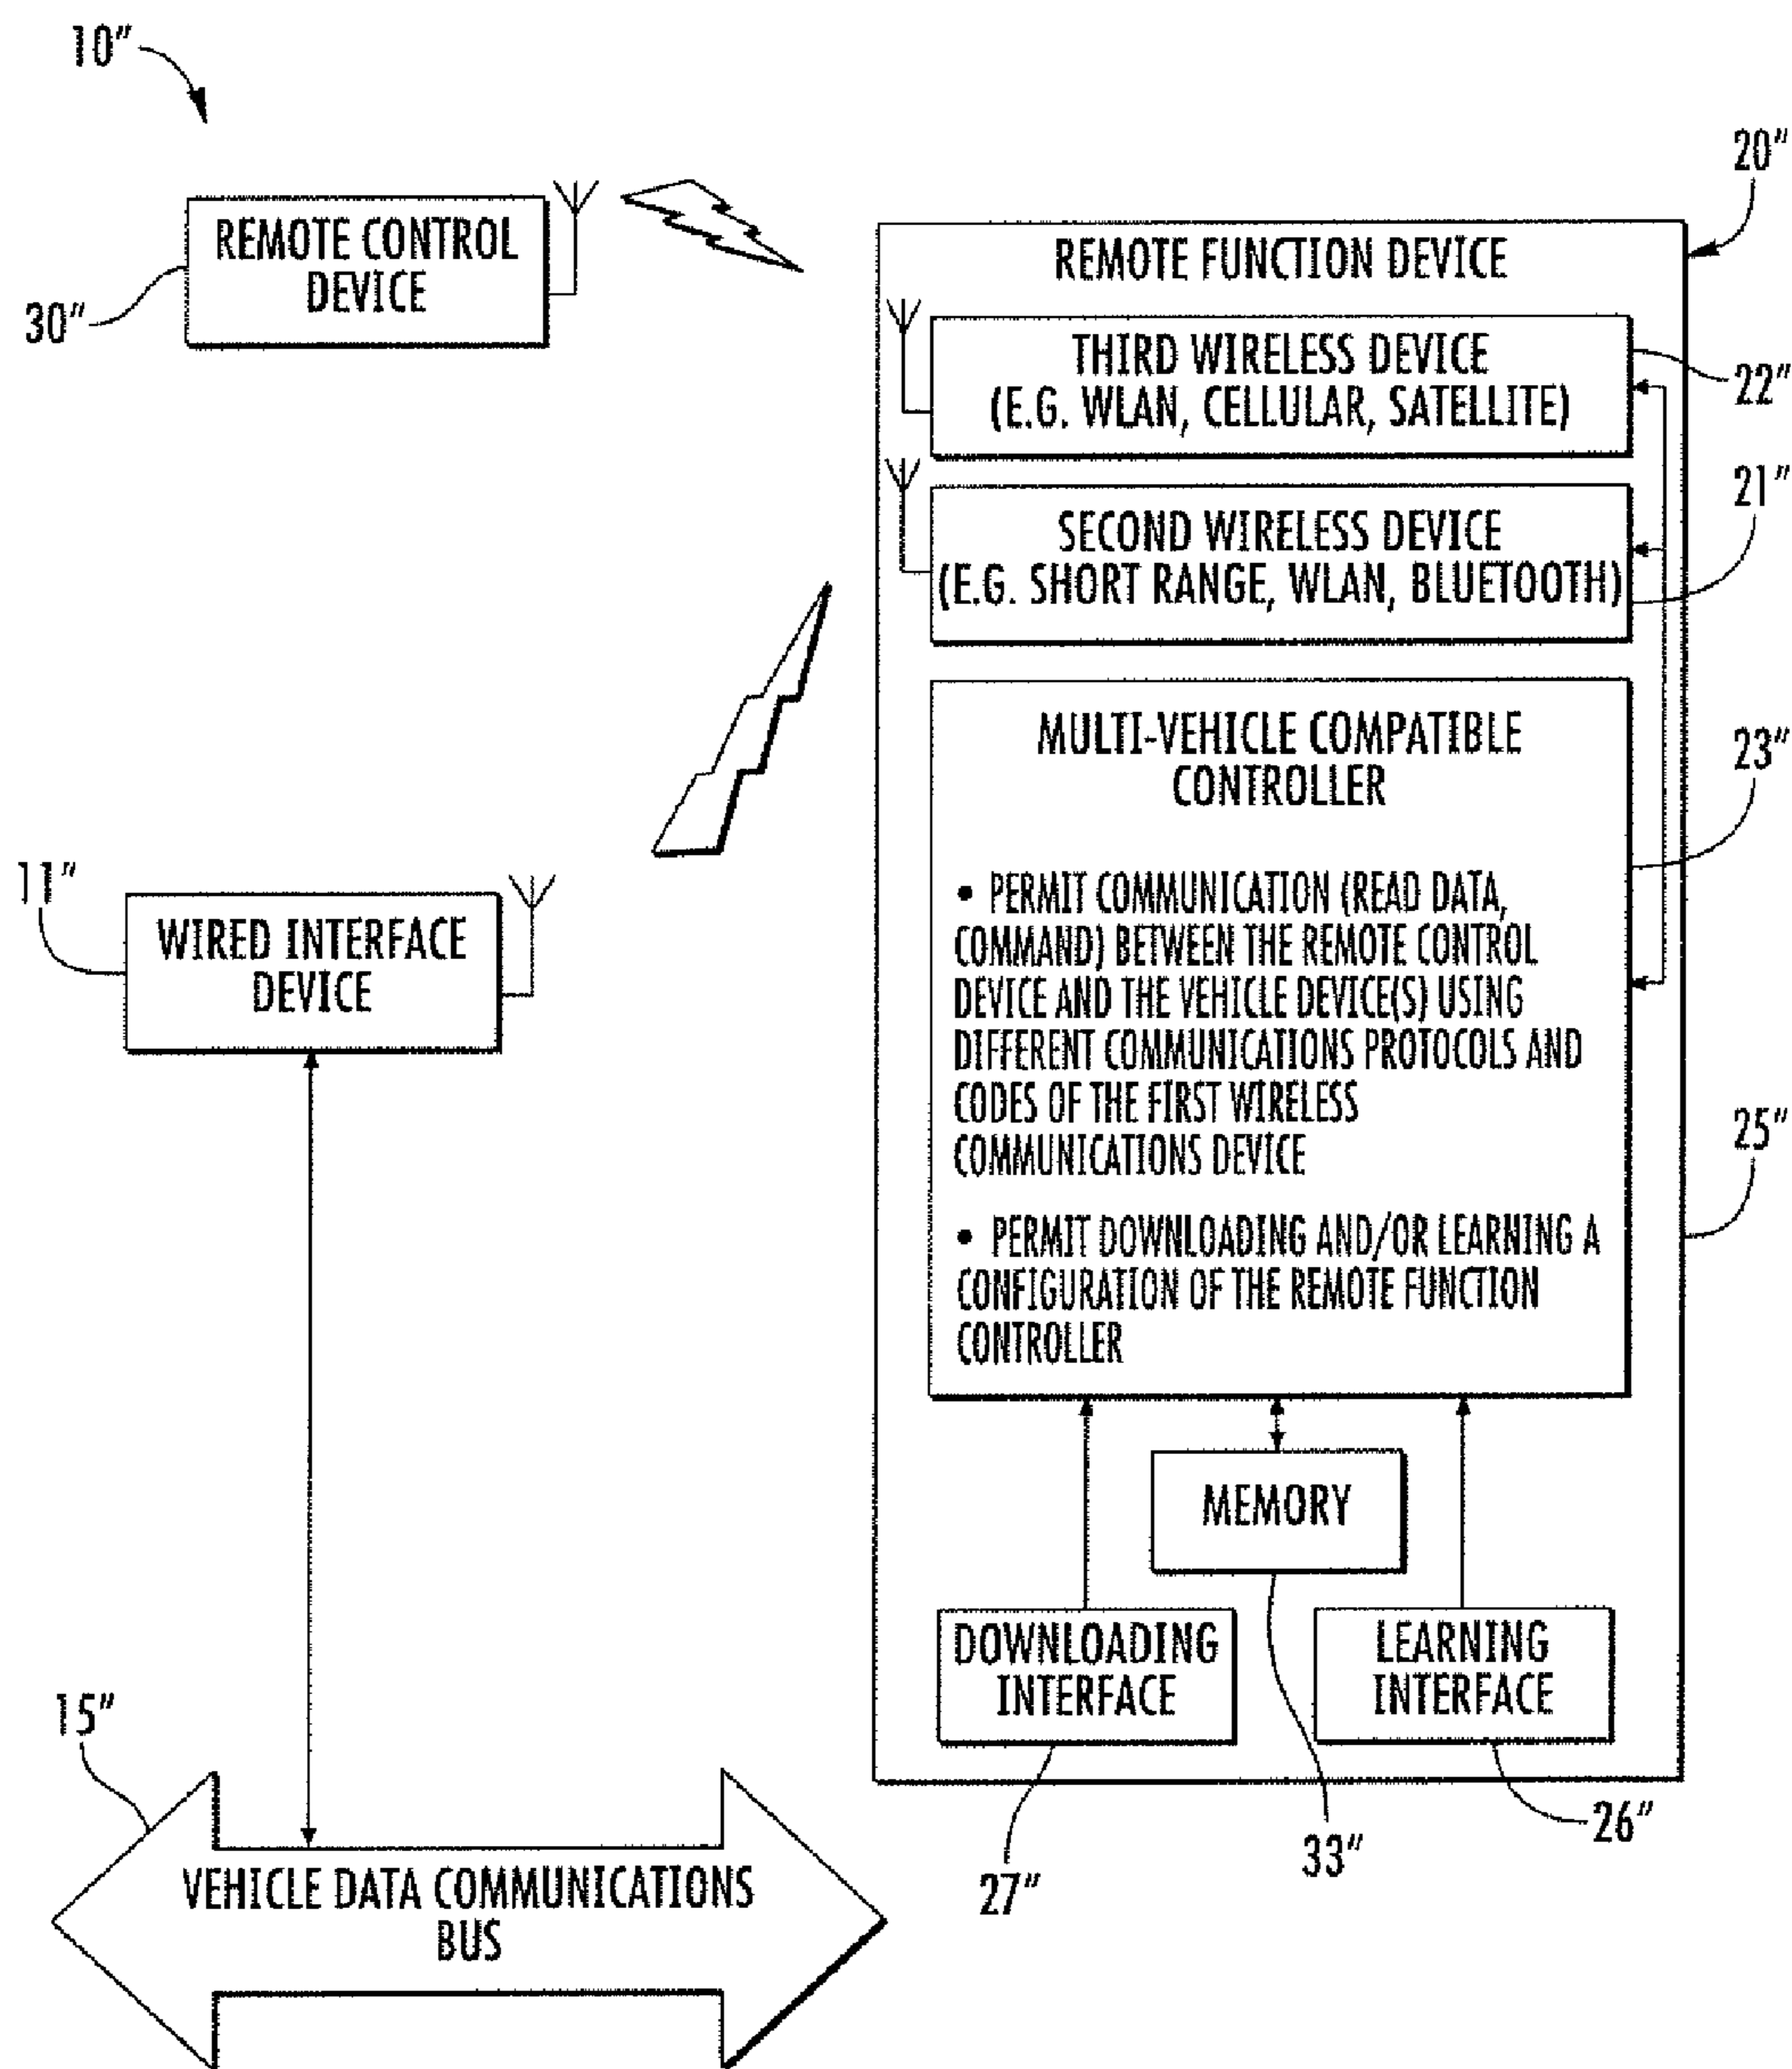 10″
20″
REMOTE CONTROL
DEVICE
30″
REMOTE FUNCTION DEVICE
THIRD WIRELESS DEVICE
(E.G. WLAN, CELLULAR, SATELLITE)
22″
SECOND WIRELESS DEVICE
(E.G. SHORT RANGE, WLAN, BLUETOOTH)
21″
MULTI-VEHICLE COMPATIBLE
CONTROLLER
23″
• PERMIT COMMUNICATION (READ DATA,
COMMAND) BETWEEN THE REMOTE CONTROL
DEVICE AND THE VEHICLE DEVICE(S) USING
DIFFERENT COMMUNICATIONS PROTOCOLS AND
CODES OF THE FIRST WIRELESS
COMMUNICATIONS DEVICE
• PERMIT DOWNLOADING AND/OR LEARNING A
CONFIGURATION OF THE REMOTE FUNCTION
CONTROLLER
25″
11″
WIRED INTERFACE
DEVICE
MEMORY
DOWNLOADING
INTERFACE
LEARNING
INTERFACE
27″
33″
26″
15″
VEHICLE DATA COMMUNICATIONS
BUS